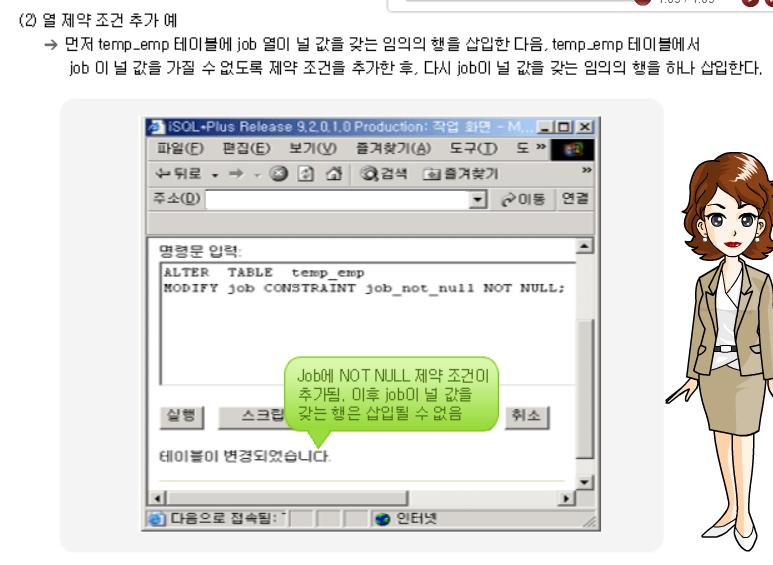 (2) 열 제약 조건 추가 예
→ 먼저 temp_emp 테이블에 job 열이 널 값을 갖는 임의의 행을 삽입한 다음, temp_emp 테이블에서
job 이 널 값을 가질 수 없도록 제약 조건을 추가한 후, 다시 job이 널 값을 갖는 임의의 행을 하나 삽입한다.
iSQL*Plus Release 9.2.0.1.0 Production: 작업 화면 - M...
파일(F) 편집(E) 보기(V) 즐겨찾기(A) 도구(T) 도 »
뒤로 검색 즐겨찾기 »
주소(D) 이동 연결
명령문 입력:
ALTER TABLE temp_emp
MODIFY job CONSTRAINT job_not_null NOT NULL;
Job에 NOT NULL 제약 조건이
추가됨, 이후 job이 널 값을
갖는 행은 삽입될 수 없음
실행 스크립 취소
테이블이 변경되었습니다.
다음으로 접속됨: 인터넷